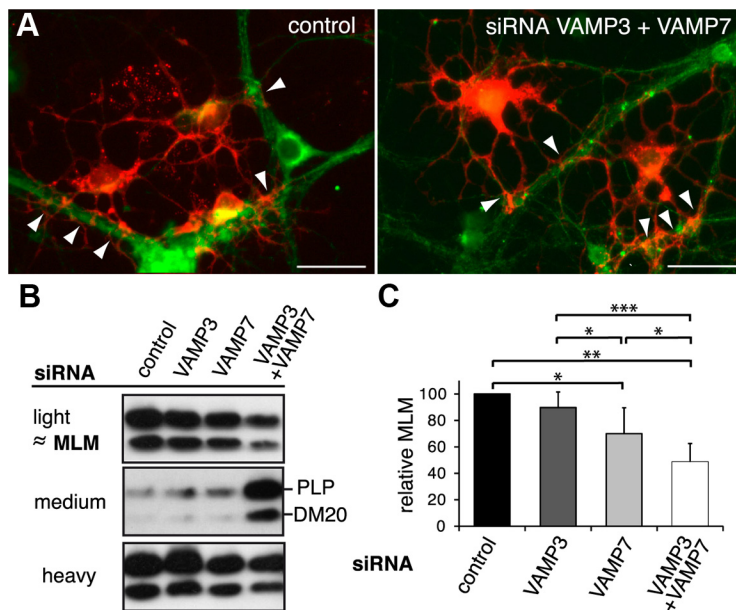 A
control
siRNA VAMP3 + VAMP7
B
siRNA
control
VAMP3
VAMP7
VAMP3
+VAMP7
light
≈ MLM
medium
PLP
DM20
heavy
C
***
* *
**
*
relative MLM
100
80
60
40
20
0
siRNA
control
VAMP3
VAMP7
VAMP3
+VAMP7